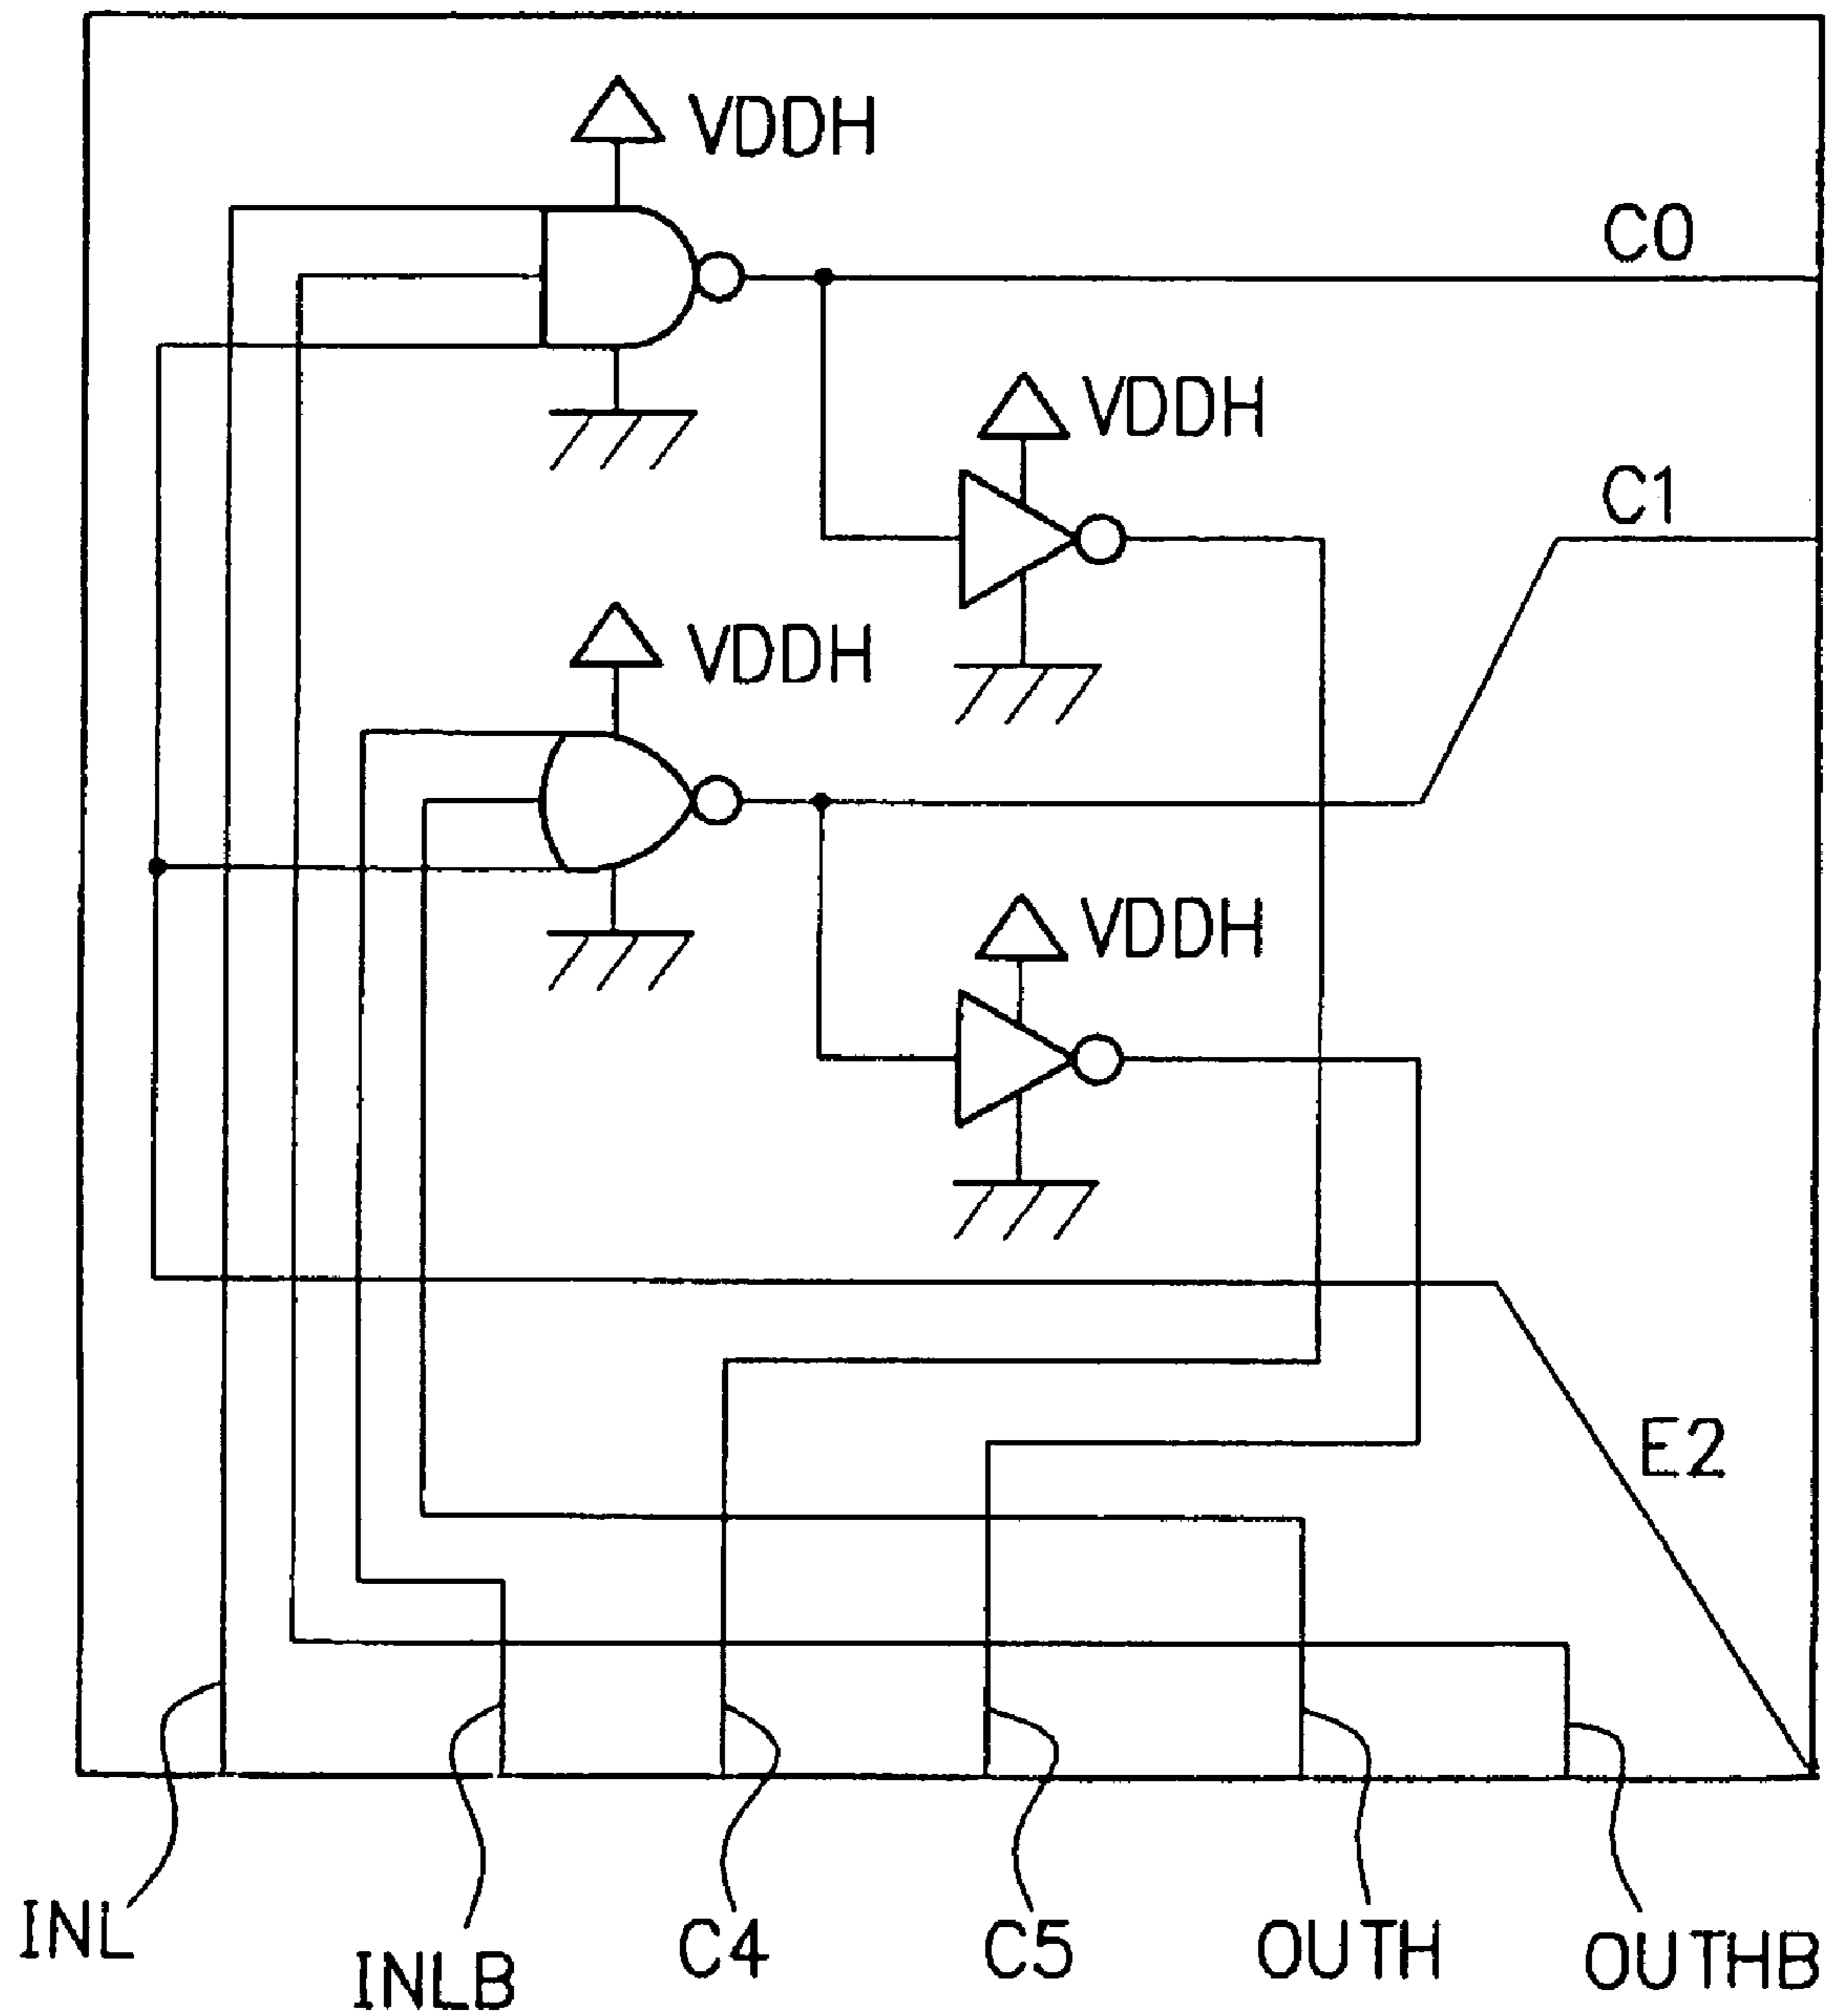 VDDH
C0
VDDH
C1
VDDH
VDDH
E2
INL
INLB
C4
C5
OUTH
OUTHB